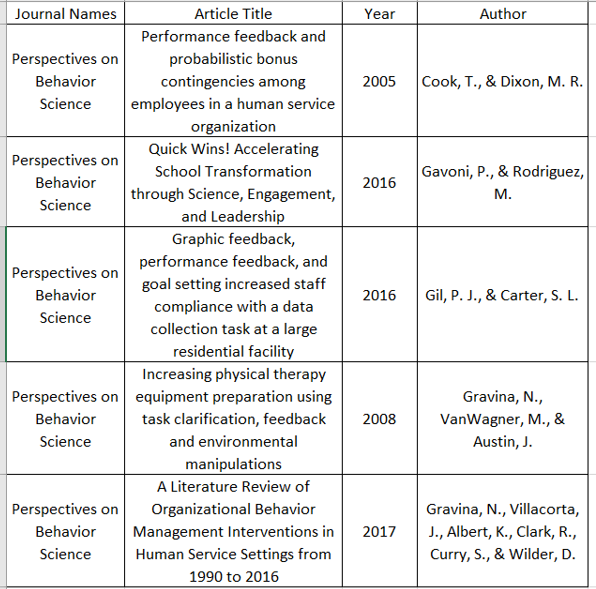 Journal Names Article Title Year Author
Performance feedback and
probabilistic bonus
contingencies among
employees in a human service
organization
Perspectives on
Behavior
Science
2005
Cook, T., & Dixon, M. R.
Quick Wins! Accelerating
School Transformation
through Science, Engagement,
and Leadership
Perspectives on
Behavior
Science
2016
Gavoni, P., & Rodriguez,
M.
Graphic feedback,
performance feedback, and
goal setting increased staff
compliance with a data
collection task at a large
residential facility
Perspectives on
Behavior
Science
2016
Gil, P. J., & Carter, S. L.
Increasing physical therapy
equipment preparation using
task clarification, feedback
and environmental
manipulations
Perspectives on
Behavior
Science
2008
Gravina, N.,
VanWagner, M., &
Austin, J.
A Literature Review of
Organizational Behavior
Management Interventions in
Human Service Settings from
1990 to 2016
Perspectives on
Behavior
Science
2017
Gravina, N., Villacorta,
J., Albert, K., Clark, R.,
Curry, S., & Wilder, D.